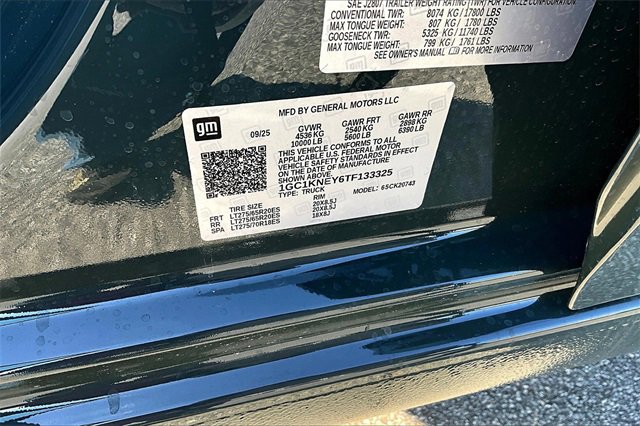 SAE J2807 TRAILER WEIGHT RATING (TWR) FOR VEHICLE CONFIGURATION.
CONVENTIONAL TWR: 8074 KG / 17800 LBS
MAX TONGUE WEIGHT: 807 KG / 1780 LBS
GOOSENECK TWR: 5325 KG / 11740 LBS
MAX TONGUE WEIGHT: 799 KG / 1761 LBS
SEE OWNER'S MANUAL FOR MORE INFORMATION
gm
MFD BY GENERAL MOTORS LLC
09/25 GVWR GAWR FRT GAWR RR
4536 KG 2540 KG 2898 KG
10000 LB 5600 LB 6390 LB
THIS VEHICLE CONFORMS TO ALL
APPLICABLE U.S. FEDERAL MOTOR
VEHICLE SAFETY STANDARDS IN EFFECT
ON THE DATE OF MANUFACTURE
1GC1KNEY6TF133325
TYPE: TRUCK MODEL: 65CK20743
TIRE SIZE RIM
FRT LT275/65R20ES 20X8.5J
RR LT275/65R20ES 20X8.5J
SPA LT275/70R18ES 18X8J